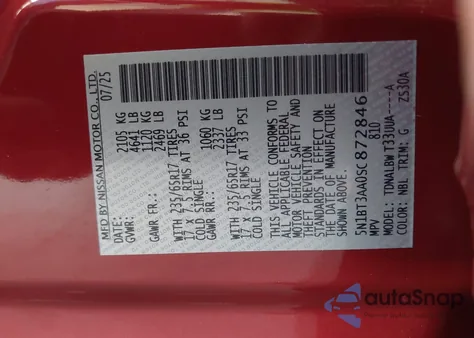 MFD BY NISSAN MOTOR CO., LTD.
07/25
GVWR: 2105 KG
4641 LB
GAWR FR: 1120 KG
2469 LB
WITH 235/65R17 TIRES
17 X 7.5 RIMS AT 36 PSI
COLD SINGLE
GAWR RR: 1060 KG
2337 LB
WITH 235/65R17 TIRES
17 X 7.5 RIMS AT 33 PSI
COLD SINGLE
THIS VEHICLE CONFORMS TO
ALL APPLICABLE FEDERAL
MOTOR VEHICLE SAFETY AND
THEFT PREVENTION
STANDARDS IN EFFECT ON
THE DATE OF MANUFACTURE
SHOWN ABOVE
5N1BT3AA0SC872846
MPV 810
MODEL: TDMALBW T33UUA----A
COLOR: NBL TRIM: G ZS30A
autoSnap